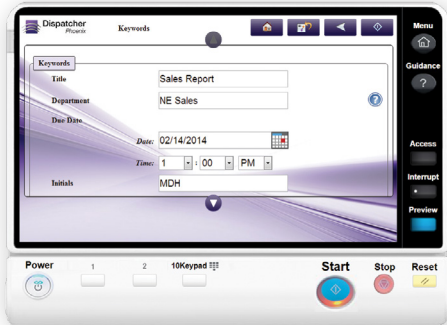 Dispatcher
Phoenix
Keywords
Menu
Keywords
Guidance
?
Title
Sales Report
Department
NE Sales
?
Due Date
Date: 02/14/2014
Time: 1 : 00 PM
Access
Initials
MDH
Interrupt
Preview
Power
1
2
10Keypad
Start
Stop
Reset